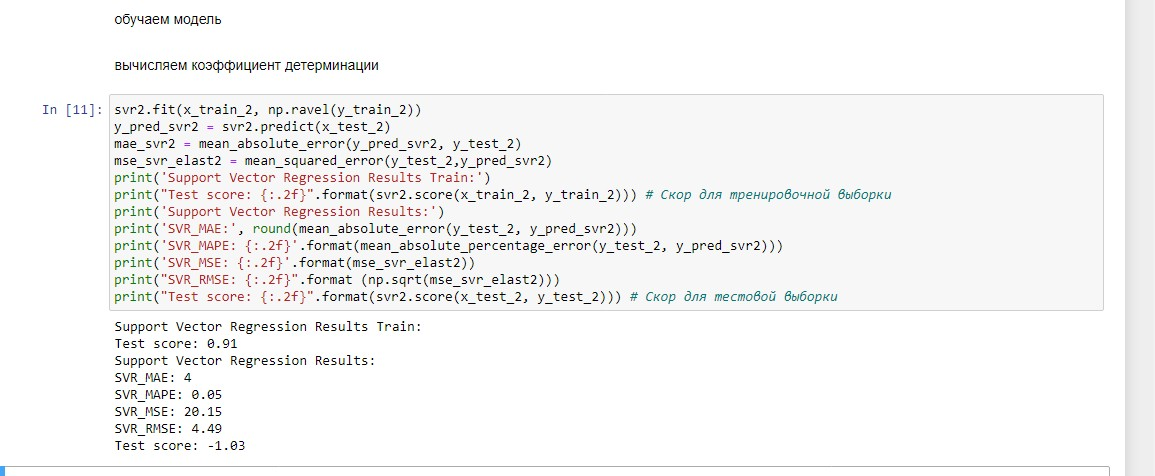 обучаем модель
вычисляем коэффициент детерминации
In [11]:
svr2.fit(x_train_2, np.ravel(y_train_2))
y_pred_svr2 = svr2.predict(x_test_2)
mae_svr2 = mean_absolute_error(y_pred_svr2, y_test_2)
mse_svr_elast2 = mean_squared_error(y_test_2,y_pred_svr2)
print('Support Vector Regression Results Train:')
print("Test score: {:.2f}".format(svr2.score(x_train_2, y_train_2))) # Скор для тренировочной выборки
print('Support Vector Regression Results:')
print('SVR_MAE:', round(mean_absolute_error(y_test_2, y_pred_svr2)))
print('SVR_MAPE: {:.2f}'.format(mean_absolute_percentage_error(y_test_2, y_pred_svr2)))
print('SVR_MSE: {:.2f}'.format(mse_svr_elast2))
print("SVR_RMSE: {:.2f}".format (np.sqrt(mse_svr_elast2)))
print("Test score: {:.2f}".format(svr2.score(x_test_2, y_test_2))) # Скор для тестовой выборки
Support Vector Regression Results Train:
Test score: 0.91
Support Vector Regression Results:
SVR_MAE: 4
SVR_MAPE: 0.05
SVR_MSE: 20.15
SVR_RMSE: 4.49
Test score: -1.03